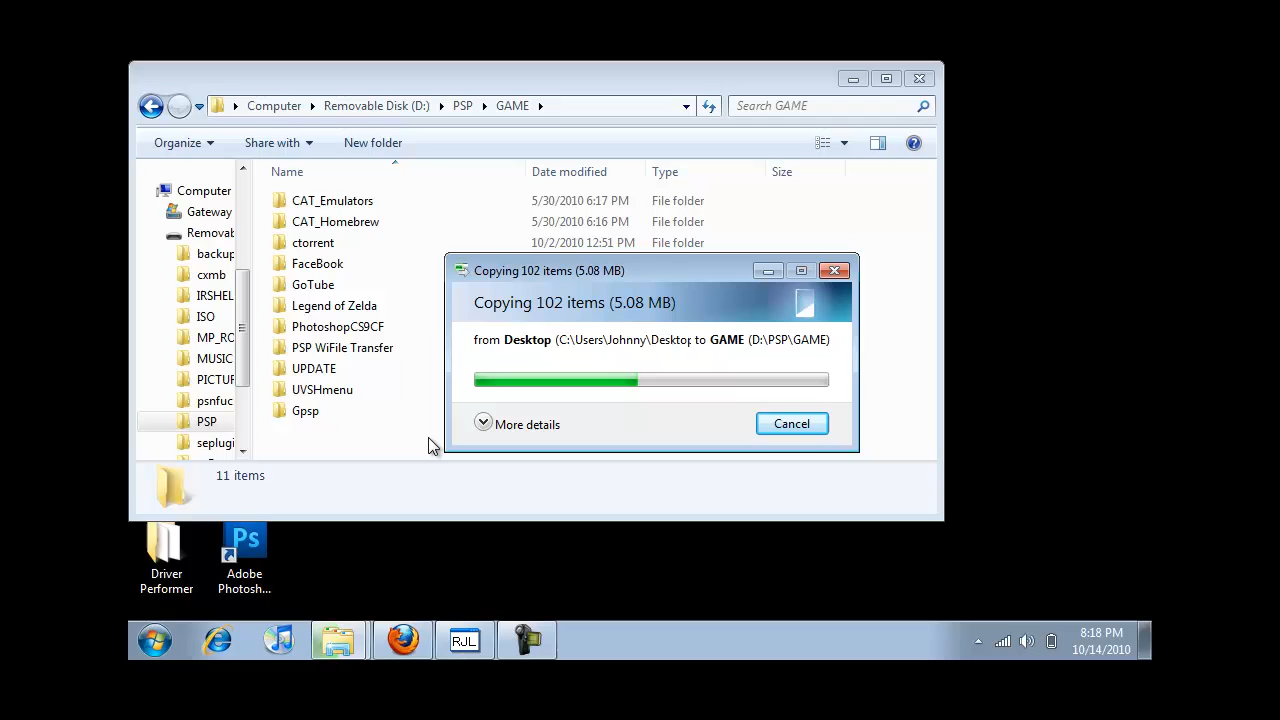 Computer Removable Disk (D:) PSP GAME
Search GAME
Organize Share with New folder
Name Date modified Type Size
Computer
Gateway
Removab
backup
cxmb
IRSHEL
ISO
MP_RO
MUSIC
PICTUR
psnfuc
PSP
seplugi
CAT_Emulators 5/30/2010 6:17 PM File folder
CAT_Homebrew 5/30/2010 6:16 PM File folder
ctorrent 10/2/2010 12:51 PM File folder
FaceBook
GoTube
Legend of Zelda
PhotoshopCS9CF
PSP WiFile Transfer
UPDATE
UVSHmenu
Gpsp
11 items
Copying 102 items (5.08 MB)
Copying 102 items (5.08 MB)
from Desktop (C:\Users\Johnny\Desktop to GAME (D:\PSP\GAME)
More details
Cancel
Driver
Performer
Ps
Adobe
Photosh...
RJL
8:18 PM
10/14/2010